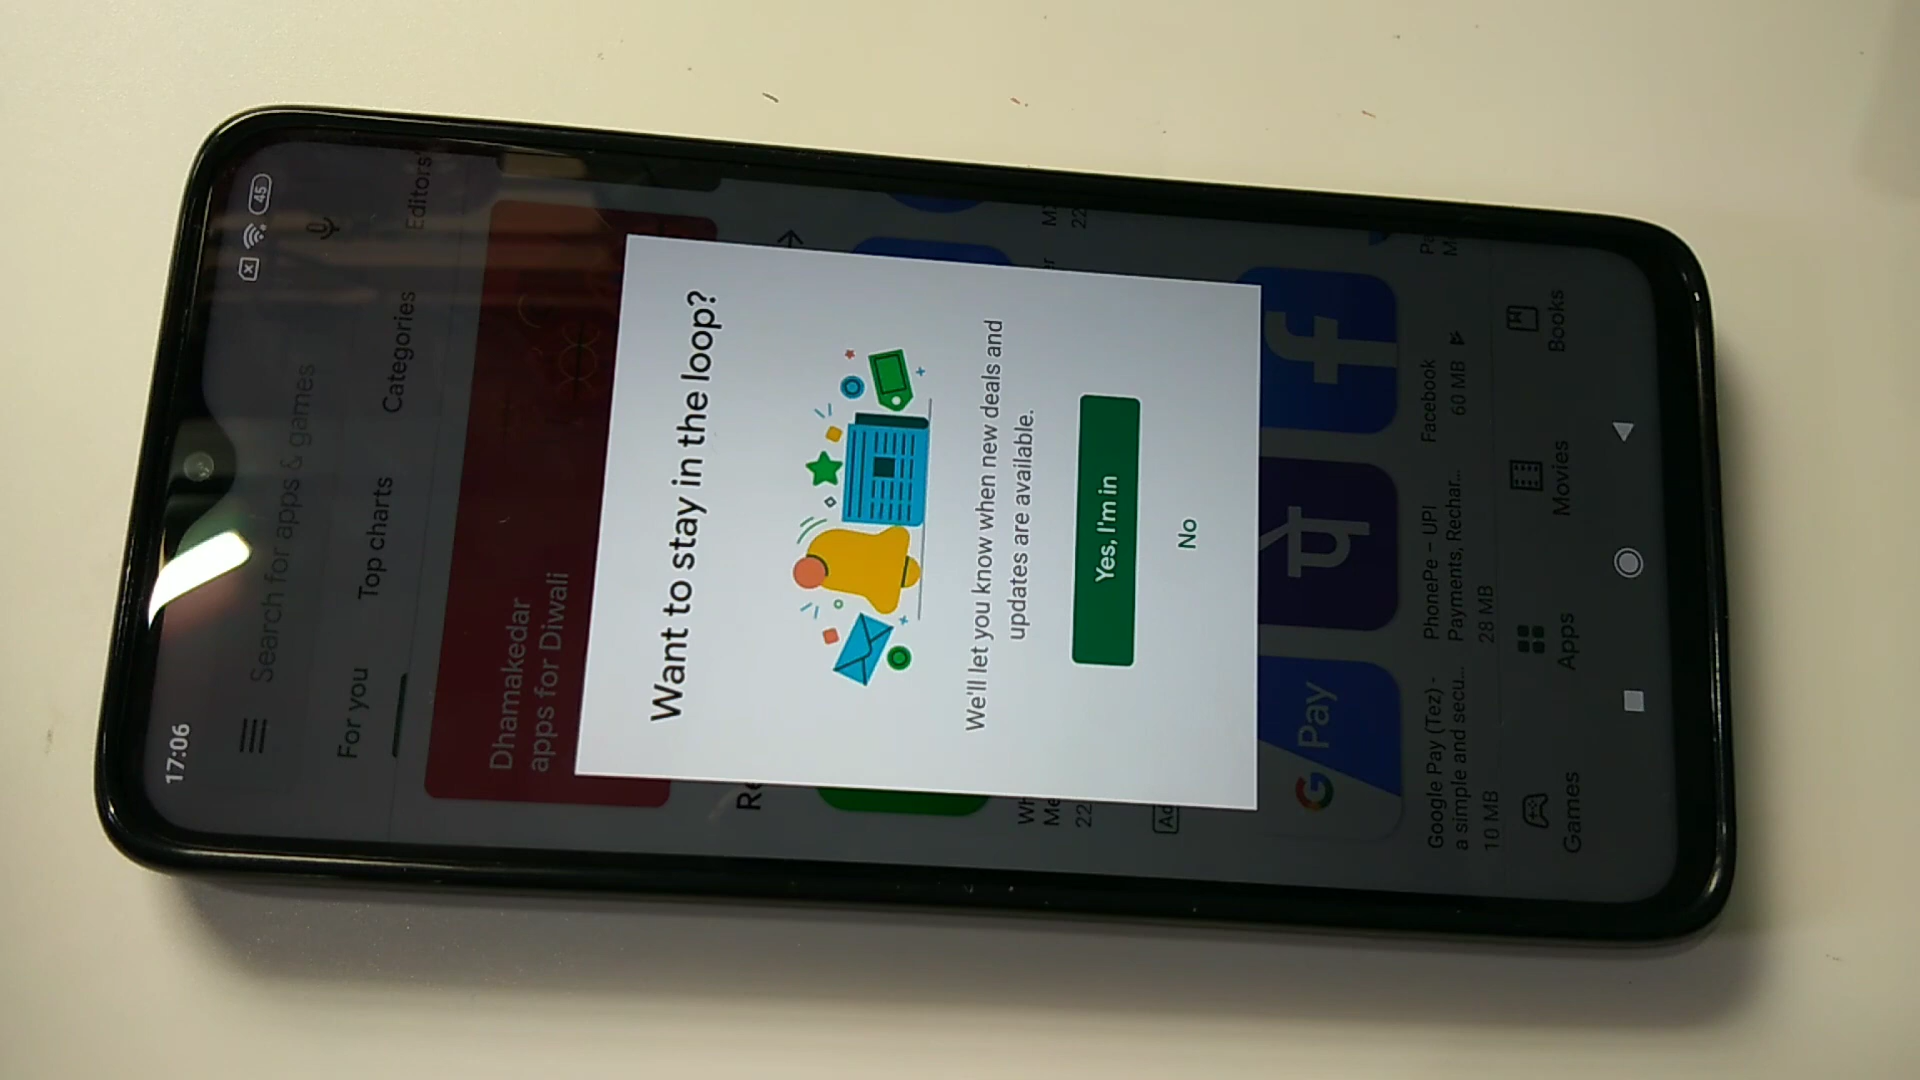 17:06
45
Search for apps & games
For you
Top charts
Categories
Editors'
Dhamakedar
apps for Diwali
Want to stay in the loop?
We'll let you know when new deals and
updates are available.
Yes, I'm in
No
22
22
Ad
G Pay
Google Pay (Tez) -
a simple and secu...
10 MB
PhonePe – UPI
Payments, Rechar...
28 MB
Facebook
60 MB
Games
Apps
Movies
Books